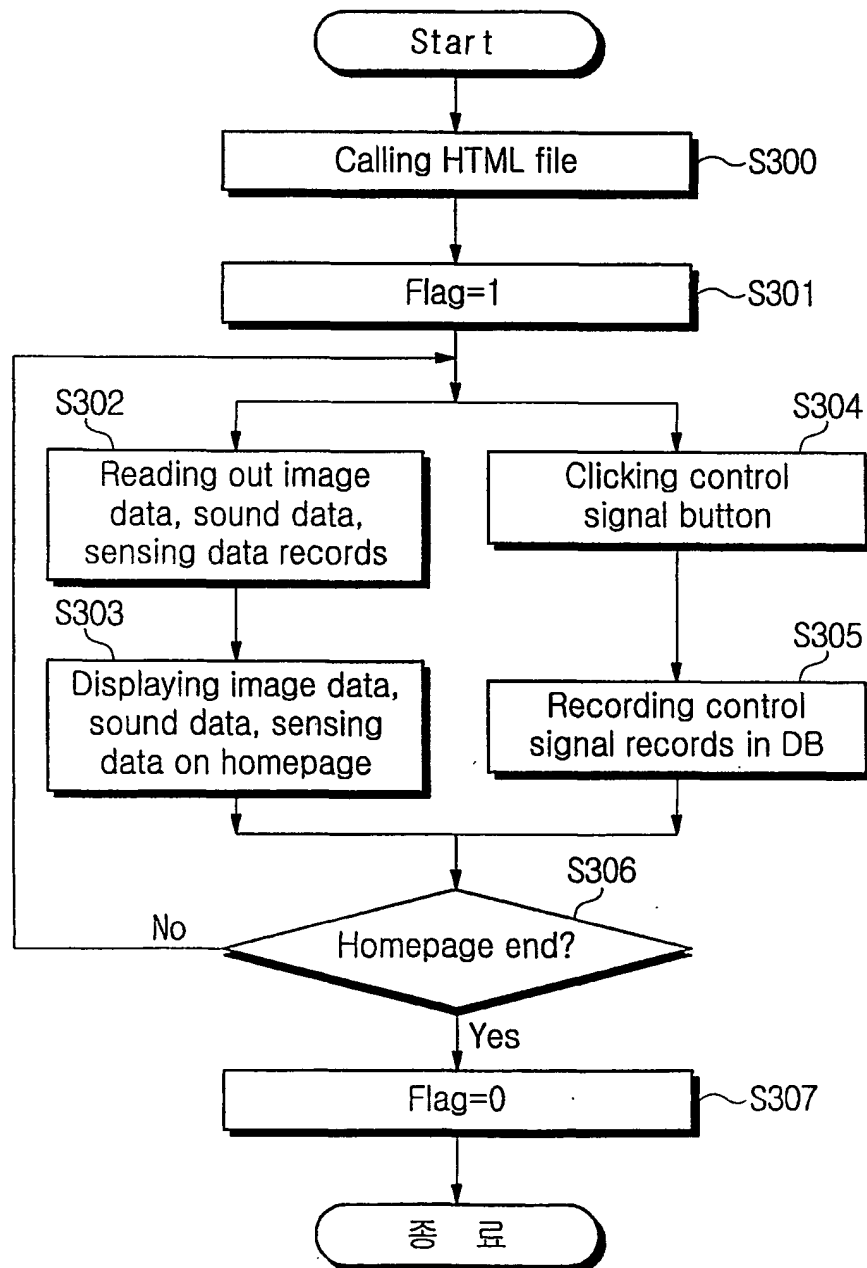 Start
Calling HTML file
S300
Flag=1
S301
S302
Reading out image
data, sound data,
sensing data records
S304
Clicking control
signal button
S303
Displaying image data,
sound data, sensing
data on homepage
S305
Recording control
signal records in DB
S306
Homepage end?
No
Yes
Flag=0
S307
종 료